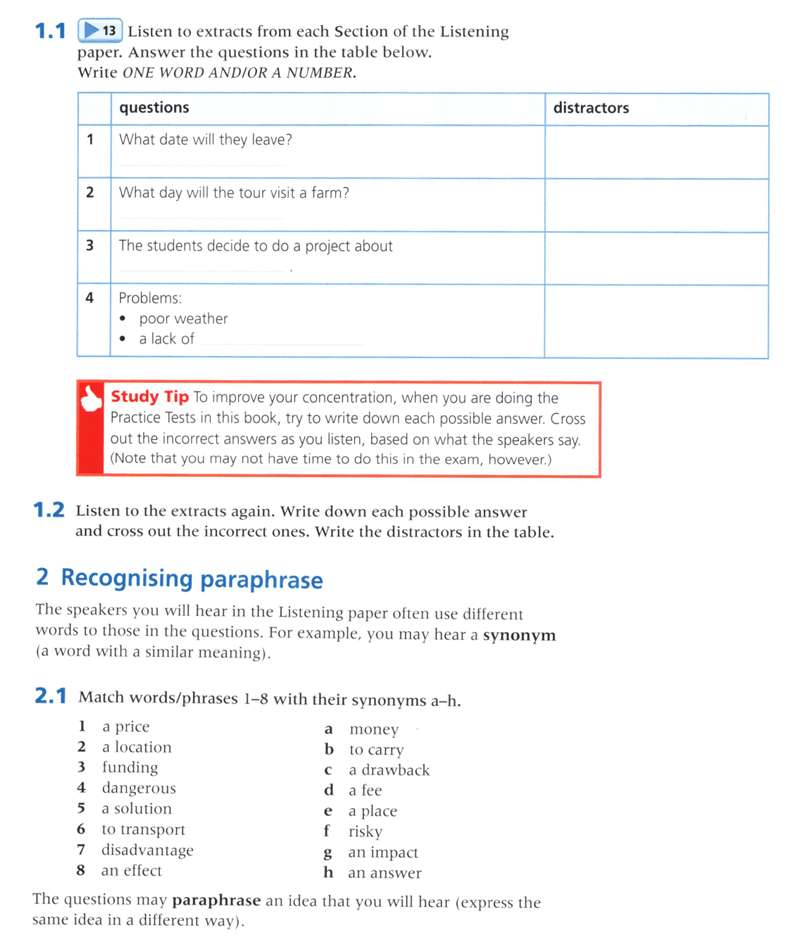 1.1 13 Listen to extracts from each Section of the Listening
paper. Answer the questions in the table below.
Write ONE WORD AND/OR A NUMBER.
questions distractors
1 What date will they leave?
2 What day will the tour visit a farm?
3 The students decide to do a project about
.
4 Problems:
• poor weather
• a lack of
Study Tip To improve your concentration, when you are doing the
Practice Tests in this book, try to write down each possible answer. Cross
out the incorrect answers as you listen, based on what the speakers say.
(Note that you may not have time to do this in the exam, however.)
1.2 Listen to the extracts again. Write down each possible answer
and cross out the incorrect ones. Write the distractors in the table.
2 Recognising paraphrase
The speakers you will hear in the Listening paper often use different
words to those in the questions. For example, you may hear a synonym
(a word with a similar meaning).
2.1 Match words/phrases 1–8 with their synonyms a–h.
1 a price a money
2 a location b to carry
3 funding c a drawback
4 dangerous d a fee
5 a solution e a place
6 to transport f risky
7 disadvantage g an impact
8 an effect h an answer
The questions may paraphrase an idea that you will hear (express the
same idea in a different way).